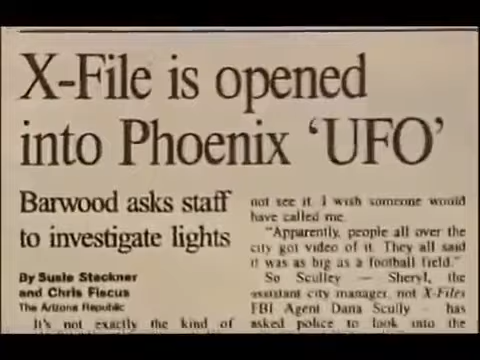 X-File is opened
into Phoenix ‘UFO’
Barwood asks staff
to investigate lights
By Susie Steckner
and Chris Fiscus
The Arizona Republic
It's not exactly the kind of
not see it. I wish someone would
have called me.
"Apparently, people all over the
city got video of it. They all said
it was as big as a football field."
So Sculley — Sheryl, the
assistant city manager, not X-Files
FBI Agent Dana Scully — has
asked police to look into the